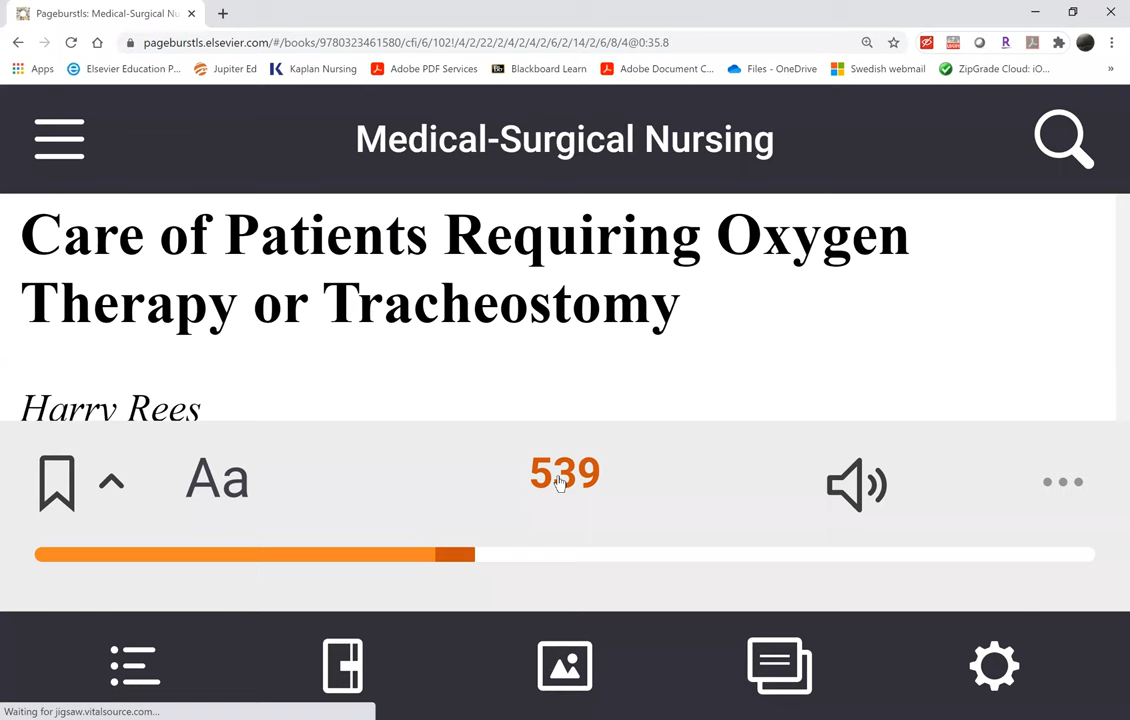 Pageburstls: Medical-Surgical Nu
pageburstls.elsevier.com/#/books/9780323461580/cfi/6/102!/4/2/22/2/4/2/4/2/6/2/14/2/6/8/4@0:35.8
Apps Elsevier Education P... Jupiter Ed Kaplan Nursing Adobe PDF Services Blackboard Learn Adobe Document C... Files - OneDrive Swedish webmail ZipGrade Cloud: iO... »
Medical-Surgical Nursing
Care of Patients Requiring Oxygen
Therapy or Tracheostomy
Harry Rees
Aa 539
Waiting for jigsaw.vitalsource.com...